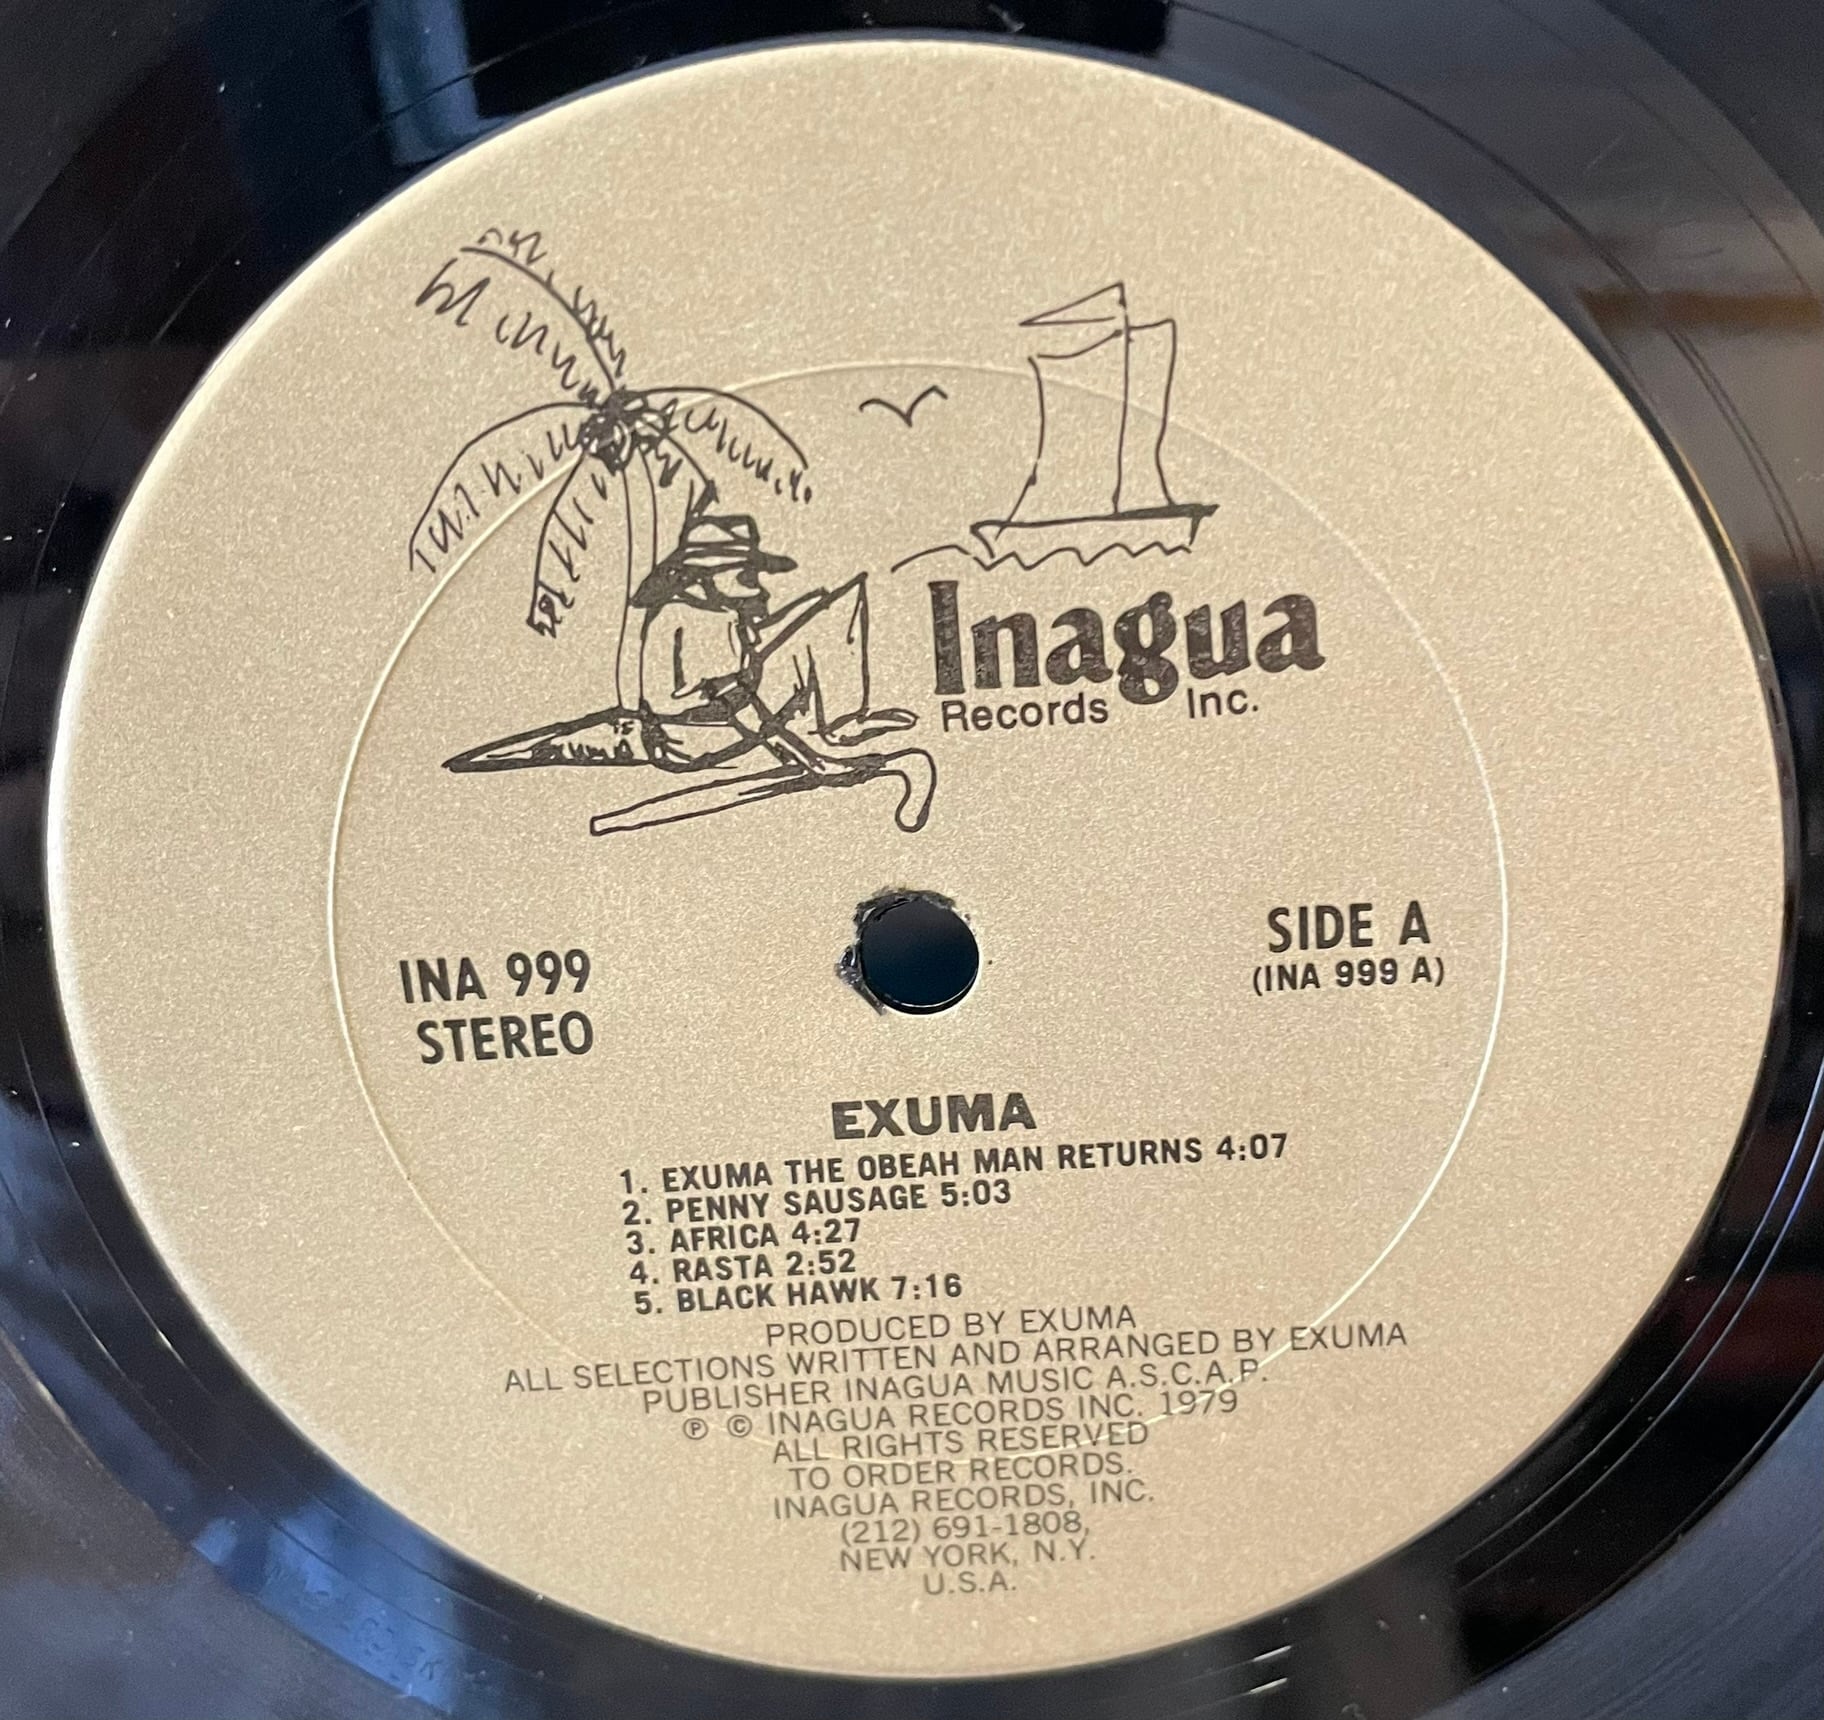 Inagua
Records Inc.
INA 999
STEREO
SIDE A
(INA 999 A)
EXUMA
1. EXUMA THE OBEAH MAN RETURNS 4:07
2. PENNY SAUSAGE 5:03
3. AFRICA 4:27
4. RASTA 2:52
5. BLACK HAWK 7:16
PRODUCED BY EXUMA
ALL SELECTIONS WRITTEN AND ARRANGED BY EXUMA
PUBLISHER INAGUA MUSIC A.S.C.A.P.
℗ © INAGUA RECORDS INC. 1979
ALL RIGHTS RESERVED
TO ORDER RECORDS.
INAGUA RECORDS, INC.
(212) 691-1808,
NEW YORK, N.Y.
U.S.A.